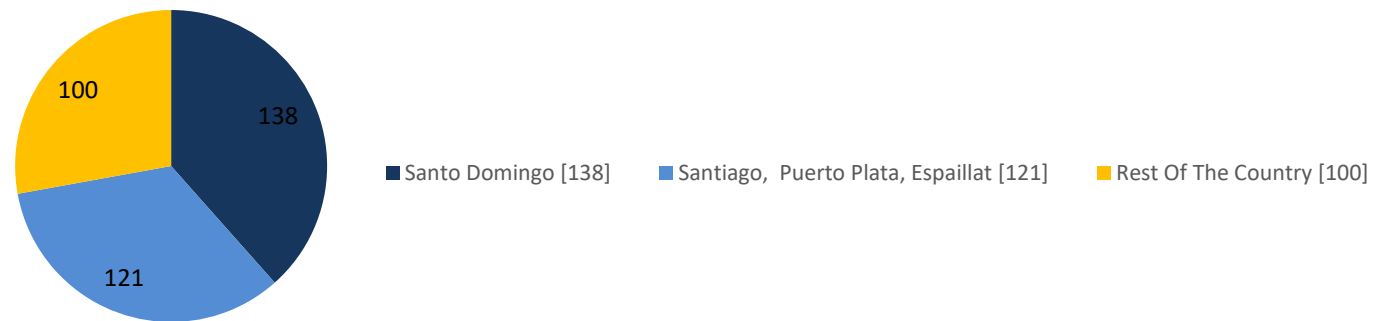 100
138
121
Santo Domingo [138]
Santiago,  Puerto Plata, Espaillat [121]
Rest Of The Country [100]